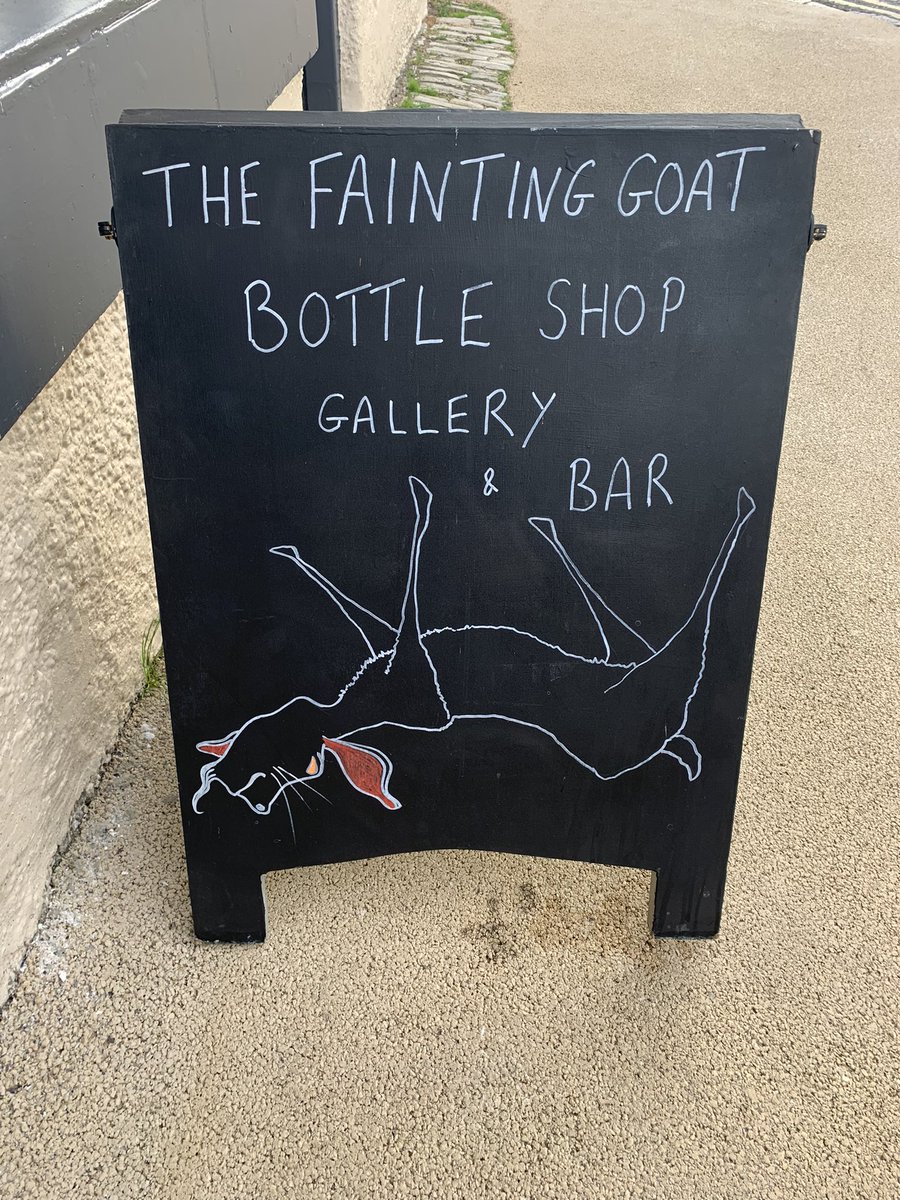 THE FAINTING GOAT
BOTTLE SHOP
GALLERY
& BAR